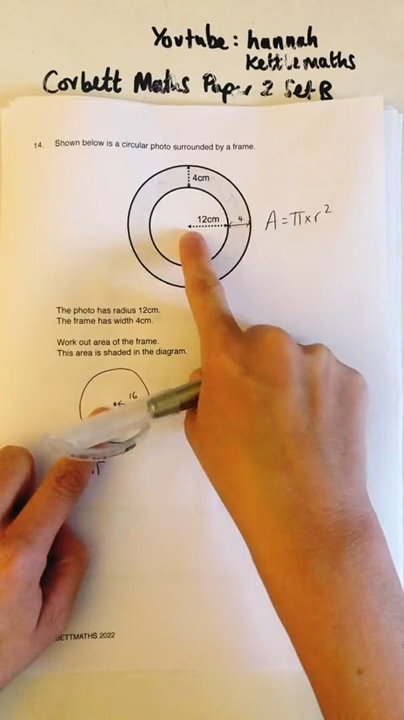 Youtube: hannah
Kettlemaths
Corbett Maths Paper 2 Set B
14. Shown below is a circular photo surrounded by a frame.
4cm
12cm 4 A=π×r²
The photo has radius 12cm.
The frame has width 4cm.
Work out area of the frame.
This area is shaded in the diagram.
16
BETTMATHS 2022